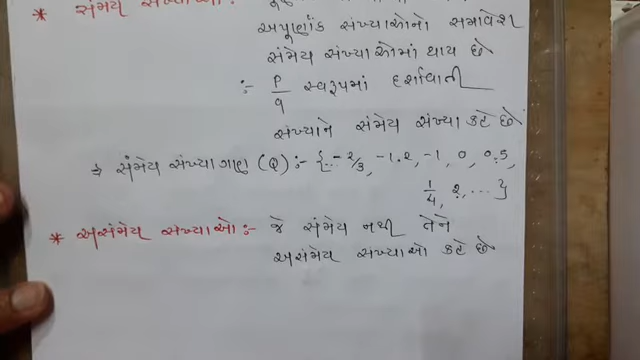 * સંમેય સંખ્યાઓ :-
અપૂર્ણાંક સંખ્યાઓનો સમાવેશ
સંમેય સંખ્યાઓમાં થાય છે
:- P/q સ્વરૂપમાં દર્શાવાતી
સંખ્યાને સંમેય સંખ્યા કહે છે
→ સંમેય સંખ્યા ગણ (Q) :- {... -2/3, -1.2, -1, 0, 0.5,
1/4, 2, ... }
* અસંમેય સંખ્યાઓ :- જે સંમેય નથી તેને
અસંમેય સંખ્યાઓ કહે છે